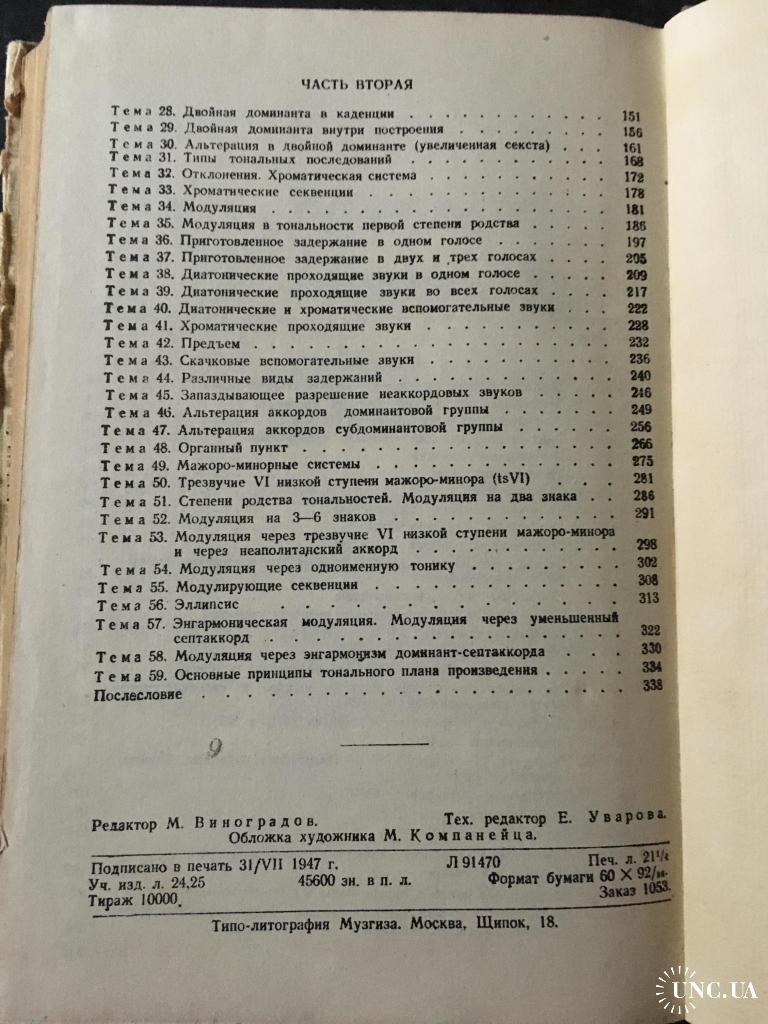 ЧАСТЬ ВТОРАЯ
Тема 28. Двойная доминанта в каденции . . . . . . . . . . . . 151
Тема 29. Двойная доминанта внутри построения . . . . . . . . . 156
Тема 30. Альтерация в двойной доминанте (увеличенная секста) . . . 161
Тема 31. Типы тональных последований . . . . . . . . . . . . 168
Тема 32. Отклонения. Хроматическая система . . . . . . . . . . 172
Тема 33. Хроматические секвенции . . . . . . . . . . . . . . 178
Тема 34. Модуляция . . . . . . . . . . . . . . . . . . . . 181
Тема 35. Модуляция в тональности первой степени родства . . . . . 186
Тема 36. Приготовленное задержание в одном голосе . . . . . . . 197
Тема 37. Приготовленное задержание в двух и трех голосах . . . . 205
Тема 38. Диатонические проходящие звуки в одном голосе . . . . . 209
Тема 39. Диатонические проходящие звуки во всех голосах . . . . 217
Тема 40. Диатонические и хроматические вспомогательные звуки . . . 222
Тема 41. Хроматические проходящие звуки . . . . . . . . . . . 228
Тема 42. Предъем . . . . . . . . . . . . . . . . . . . . . 232
Тема 43. Скачковые вспомогательные звуки . . . . . . . . . . . 236
Тема 44. Различные виды задержаний . . . . . . . . . . . . . 240
Тема 45. Запаздывающее разрешение неаккордовых звуков . . . . . 246
Тема 46. Альтерация аккордов доминантовой группы . . . . . . . 249
Тема 47. Альтерация аккордов субдоминантовой группы . . . . . . 256
Тема 48. Органный пункт . . . . . . . . . . . . . . . . . . 266
Тема 49. Мажоро-минорные системы . . . . . . . . . . . . . . 275
Тема 50. Трезвучие VI низкой ступени мажоро-минора (tsVI) . . . 281
Тема 51. Степени родства тональностей. Модуляция на два знака . . 286
Тема 52. Модуляция на 3—6 знаков . . . . . . . . . . . . . 291
Тема 53. Модуляция через трезвучие VI низкой ступени мажоро-минора
и через неаполитанский аккорд . . . . . . . . . . . . 298
Тема 54. Модуляция через одноименную тонику . . . . . . . . . 302
Тема 55. Модулирующие секвенции . . . . . . . . . . . . . . 308
Тема 56. Эллипсис . . . . . . . . . . . . . . . . 313
Тема 57. Энгармоническая модуляция. Модуляция через уменьшенный
септаккорд . . . . . . . . . . . . . . . . . . . . 322
Тема 58. Модуляция через энгармонизм доминант-септаккорда . . . 330
Тема 59. Основные принципы тонального плана произведения . . . . . 334
Послесловие . . . . . . . . . . . . . . . . . . . . . . . . 338
9
Редактор М. Виноградов. Тех. редактор Е. Уварова.
Обложка художника М. Компанейца.
Подписано в печать 31/VII 1947 г. Л 91470 Печ. л. 21¹/₄
Уч. изд. л. 24,25 45600 зн. в п. л. Формат бумаги 60 × 92/₁₆.
Тираж 10000. Заказ 1053.
Типо-литография Музгиза. Москва, Щипок, 18.
UNC.UA